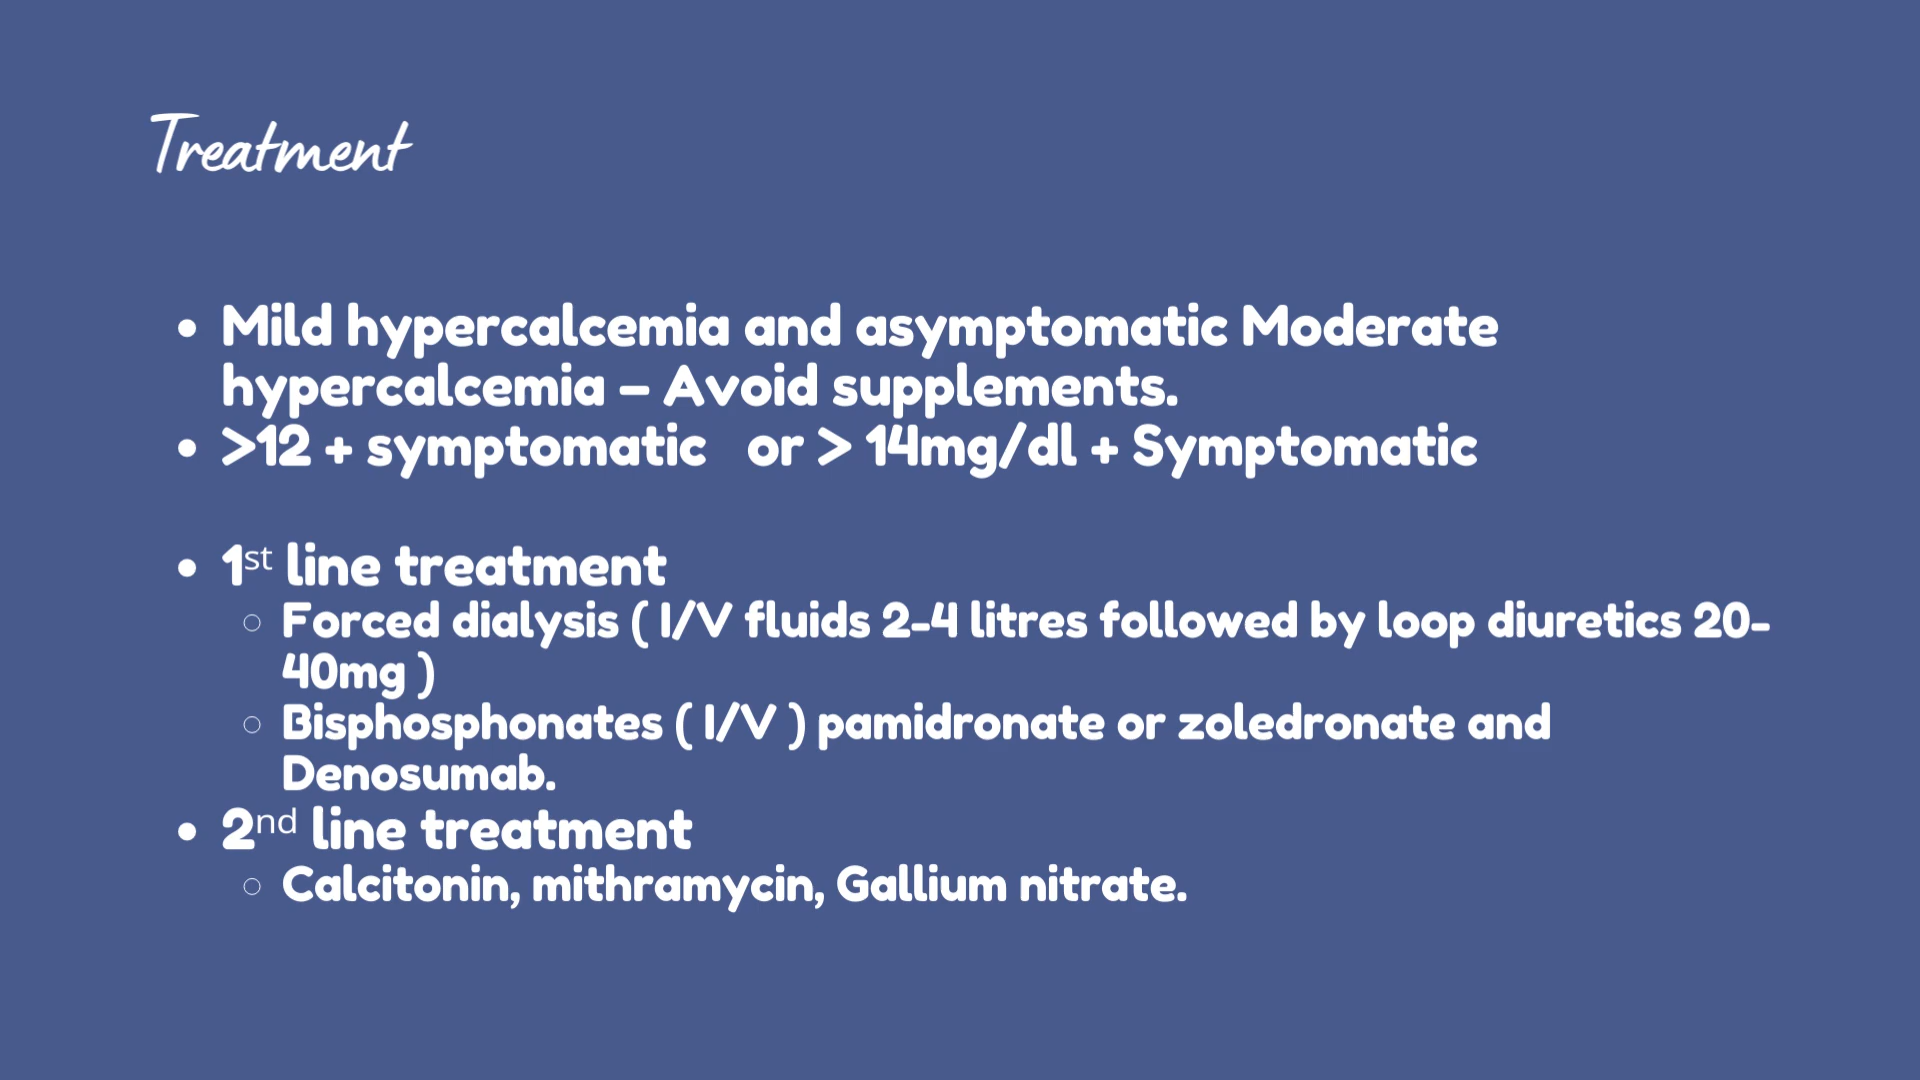 Treatment
• Mild hypercalcemia and asymptomatic Moderate
hypercalcemia – Avoid supplements.
• >12 + symptomatic   or > 14mg/dl + Symptomatic
• 1st line treatment
○ Forced dialysis ( I/V fluids 2-4 litres followed by loop diuretics 20-
40mg )
○ Bisphosphonates ( I/V ) pamidronate or zoledronate and
Denosumab.
• 2nd line treatment
○ Calcitonin, mithramycin, Gallium nitrate.